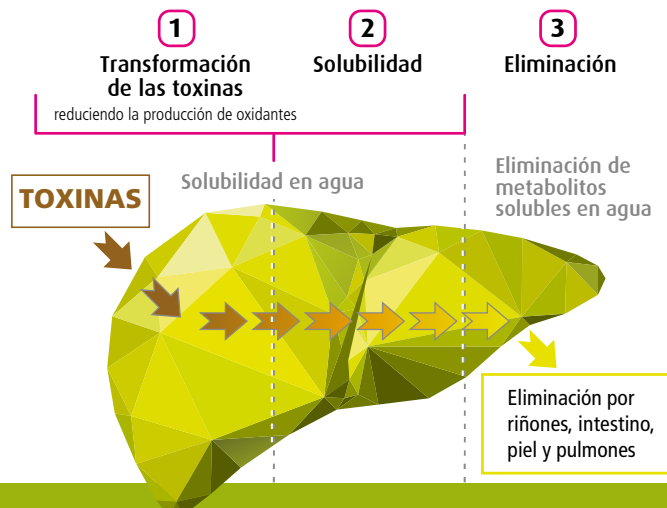 1
Transformación
de las toxinas
reduciendo la producción de oxidantes
2
Solubilidad
3
Eliminación
TOXINAS
Solubilidad en agua
Eliminación de
metabolitos
solubles en agua
Eliminación por
riñones, intestino,
piel y pulmones